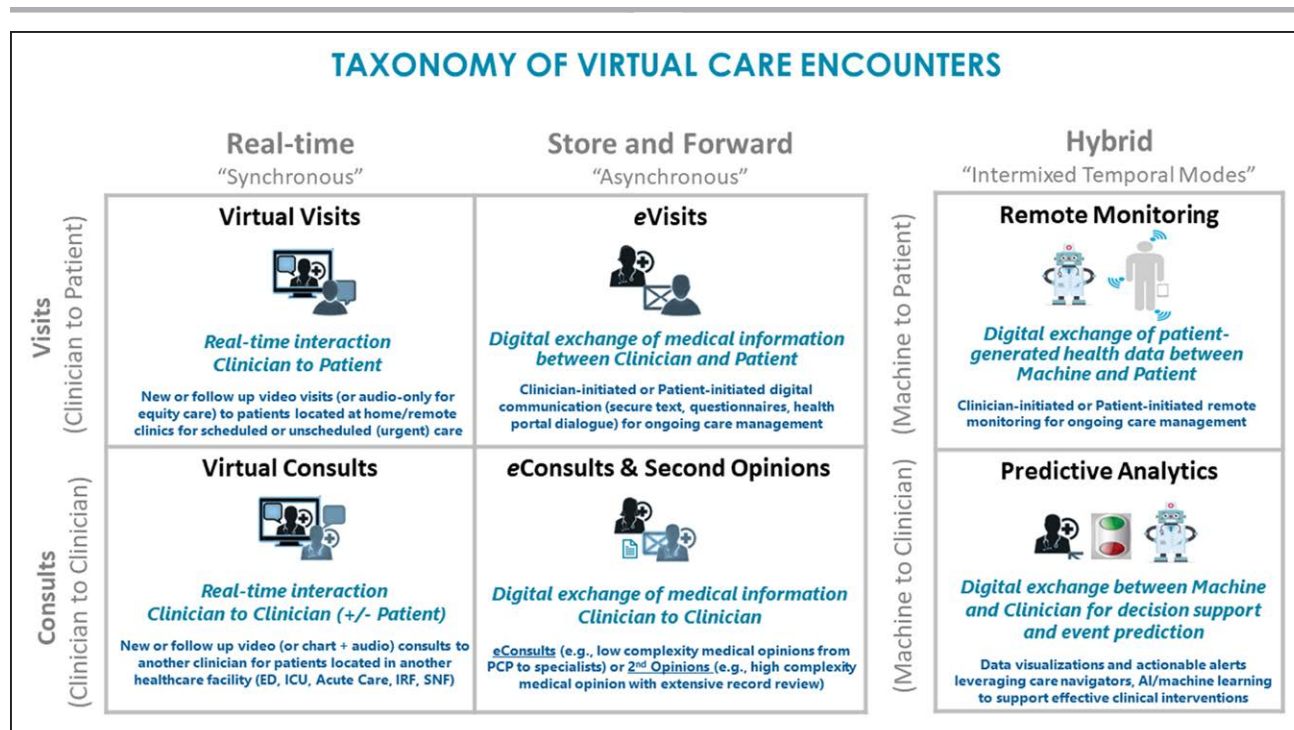 TAXONOMY OF VIRTUAL CARE ENCOUNTERS
Real-time
“Synchronous”
Store and Forward
“Asynchronous”
Hybrid
“Intermixed Temporal Modes”
Visits
(Clinician to Patient)
Virtual Visits
Real-time interaction
Clinician to Patient
New or follow up video visits (or audio-only for
equity care) to patients located at home/remote
clinics for scheduled or unscheduled (urgent) care
eVisits
Digital exchange of medical information
between Clinician and Patient
Clinician-initiated or Patient-initiated digital
communication (secure text, questionnaires, health
portal dialogue) for ongoing care management
(Machine to Patient)
Remote Monitoring
Digital exchange of patient-
generated health data between
Machine and Patient
Clinician-initiated or Patient-initiated remote
monitoring for ongoing care management
Consults
(Clinician to Clinician)
Virtual Consults
Real-time interaction
Clinician to Clinician (+/- Patient)
New or follow up video (or chart + audio) consults to
another clinician for patients located in another
healthcare facility (ED, ICU, Acute Care, IRF, SNF)
eConsults & Second Opinions
Digital exchange of medical information
Clinician to Clinician
eConsults (e.g., low complexity medical opinions from
PCP to specialists) or 2nd Opinions (e.g., high complexity
medical opinion with extensive record review)
(Machine to Clinician)
Predictive Analytics
Digital exchange between Machine
and Clinician for decision support
and event prediction
Data visualizations and actionable alerts
leveraging care navigators, AI/machine learning
to support effective clinical interventions